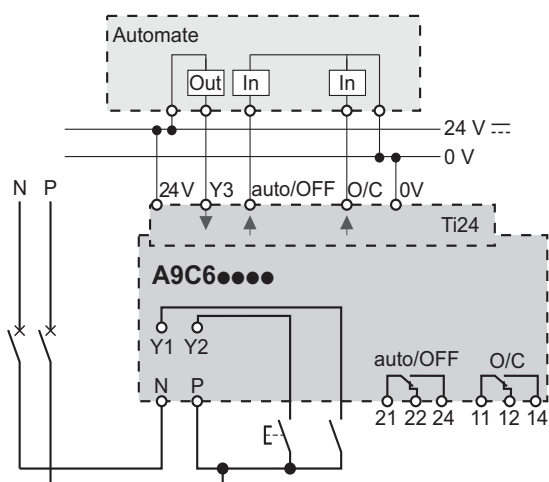 Automate
Out In In
24 V
0 V
N P
24V Y3 auto/OFF O/C 0V
Ti24
A9C6●●●●
Y1 Y2
auto/OFF O/C
N P
21 22 24 11 12 14